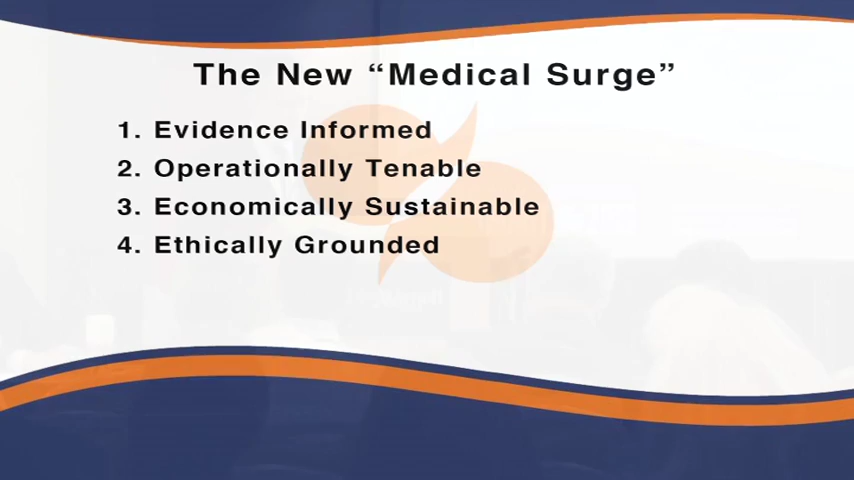 The New “Medical Surge”
1. Evidence Informed
2. Operationally Tenable
3. Economically Sustainable
4. Ethically Grounded